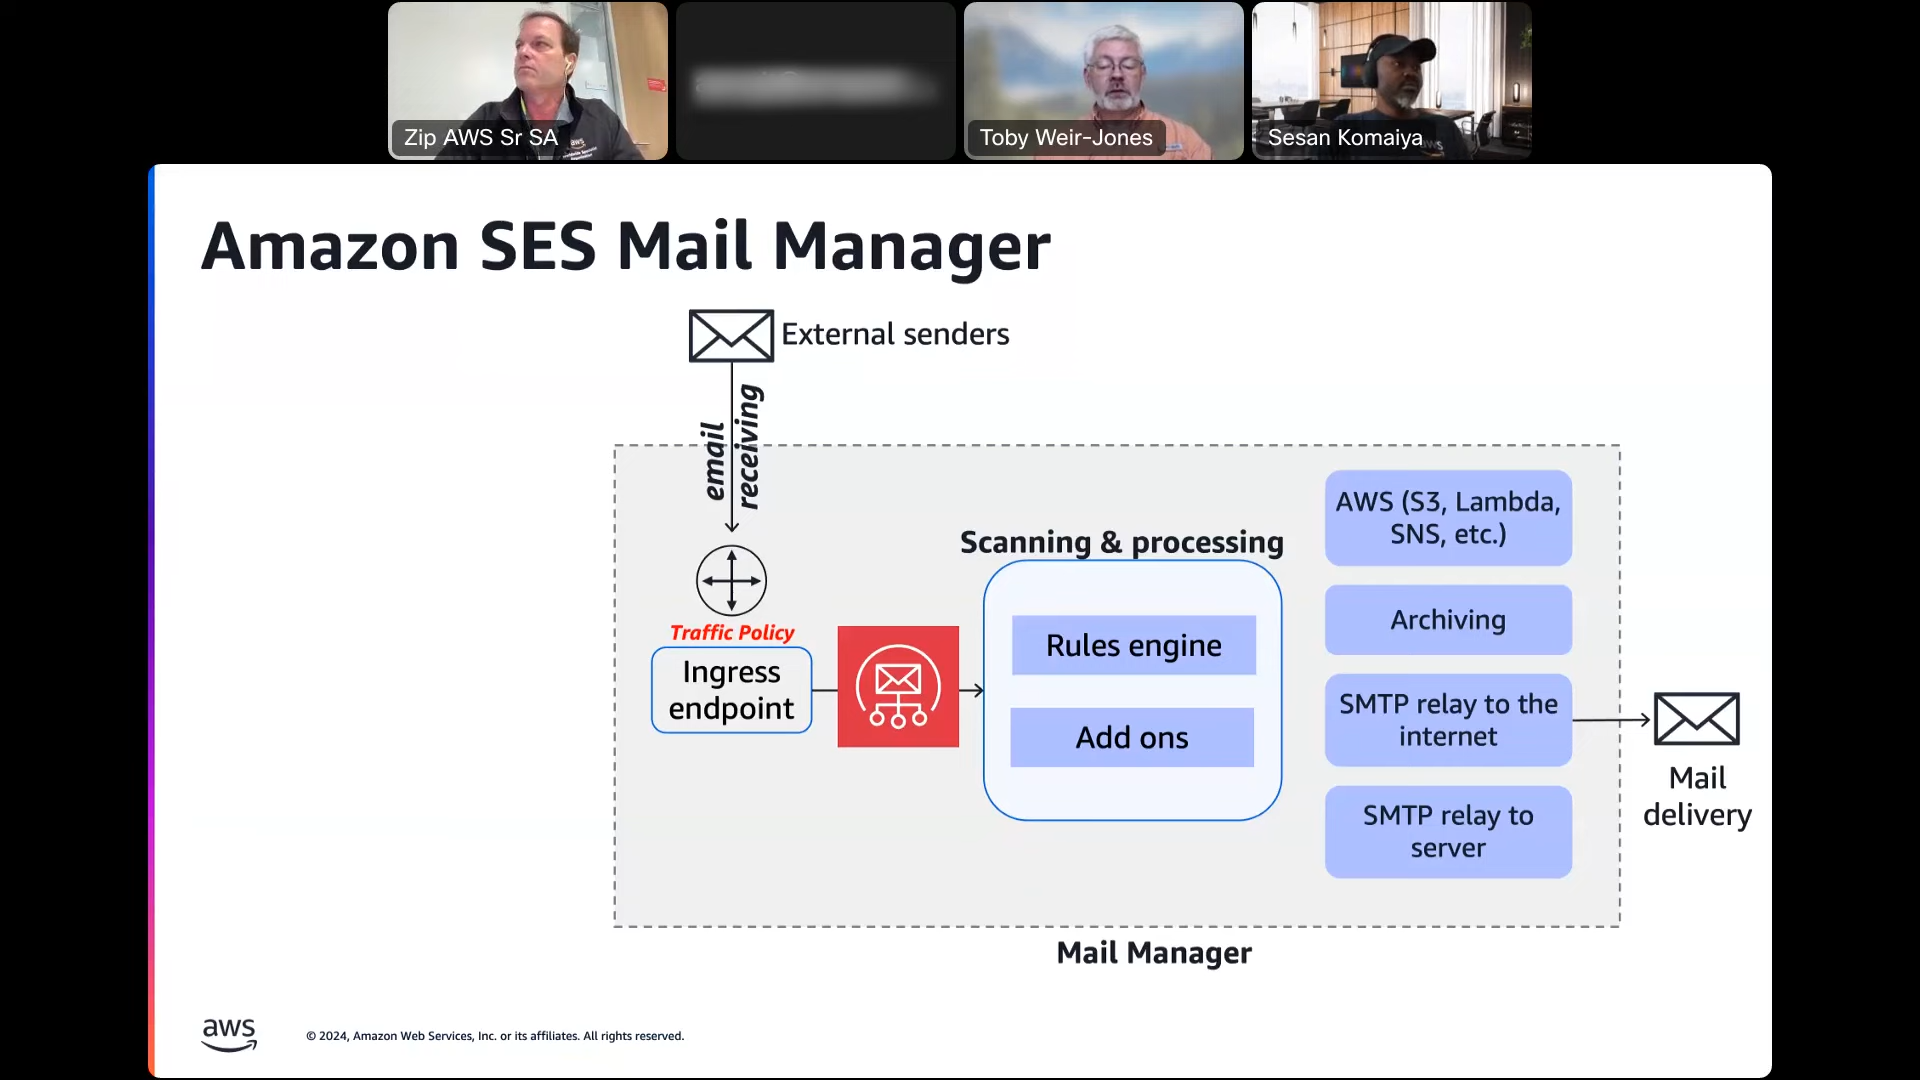 Zip AWS Sr SA
Toby Weir-Jones
Sesan Komaiya
Amazon SES Mail Manager
External senders
email
receiving
Traffic Policy
Ingress
endpoint
Scanning & processing
Rules engine
Add ons
AWS (S3, Lambda,
SNS, etc.)
Archiving
SMTP relay to the
internet
SMTP relay to
server
Mail
delivery
Mail Manager
aws
© 2024, Amazon Web Services, Inc. or its affiliates. All rights reserved.